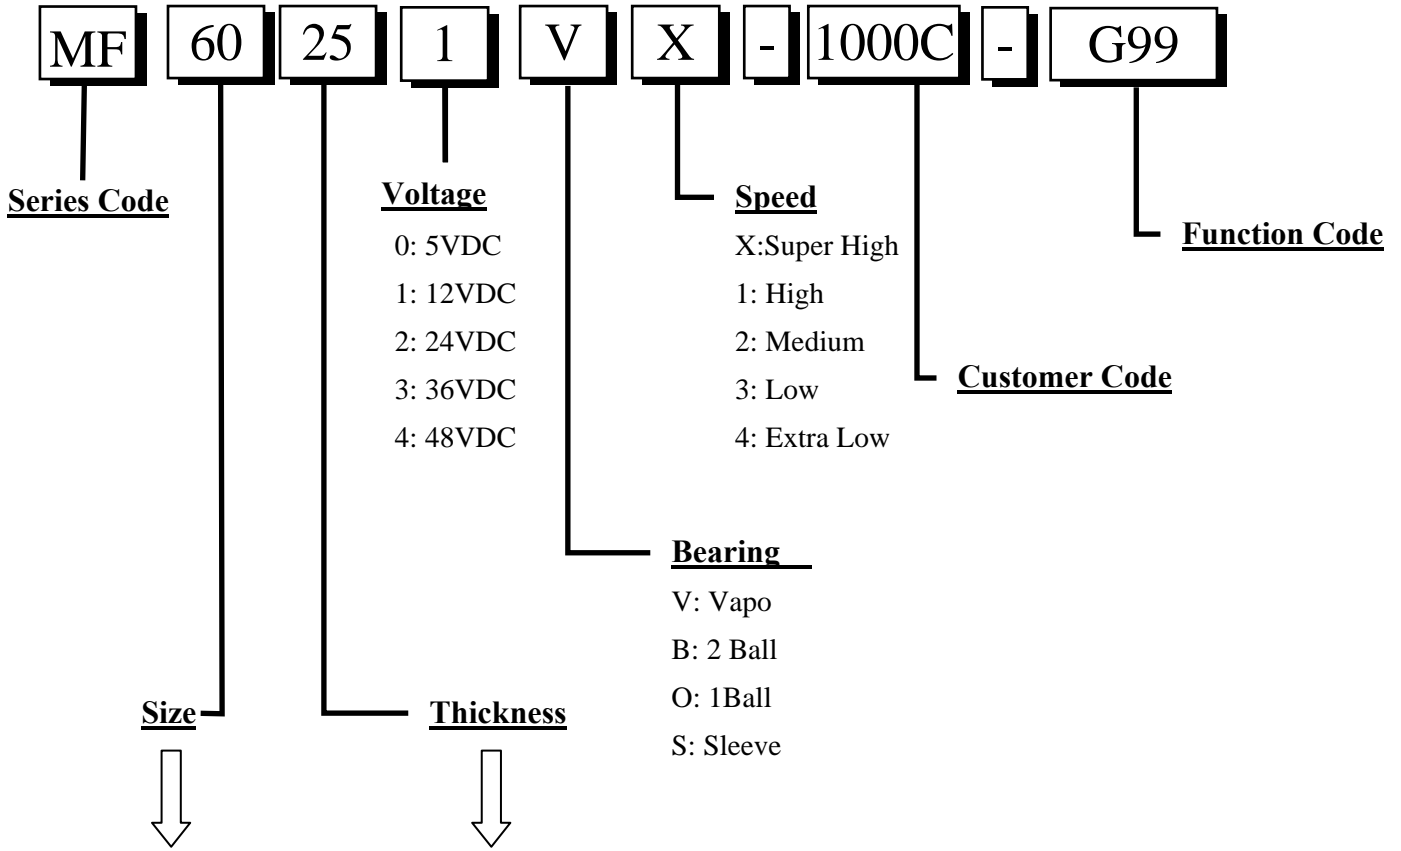 MF 60 25 1 V X - 1000C - G99
Series Code
Voltage
0: 5VDC
1: 12VDC
2: 24VDC
3: 36VDC
4: 48VDC
Speed
X:Super High
1: High
2: Medium
3: Low
4: Extra Low
Function Code
Customer Code
Bearing
V: Vapo
B: 2 Ball
O: 1Ball
S: Sleeve
Size
Thickness